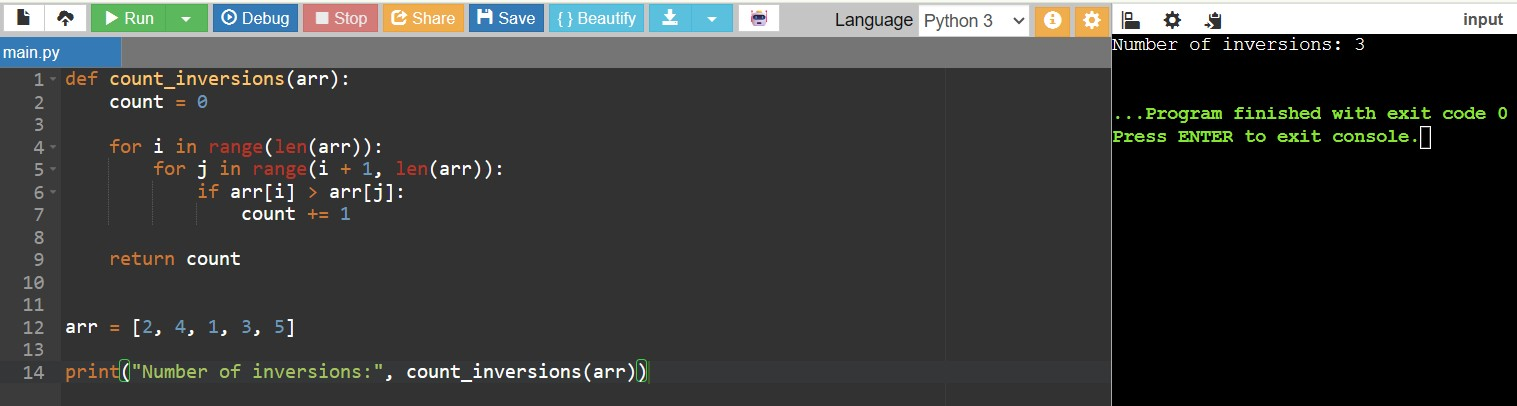 Run Debug Stop Share Save { } Beautify Language Python 3 input
main.py
1 def count_inversions(arr):
2     count = 0
3
4     for i in range(len(arr)):
5         for j in range(i + 1, len(arr)):
6             if arr[i] > arr[j]:
7                 count += 1
8
9     return count
10
11
12 arr = [2, 4, 1, 3, 5]
13
14 print("Number of inversions:", count_inversions(arr))
Number of inversions: 3
...Program finished with exit code 0
Press ENTER to exit console.